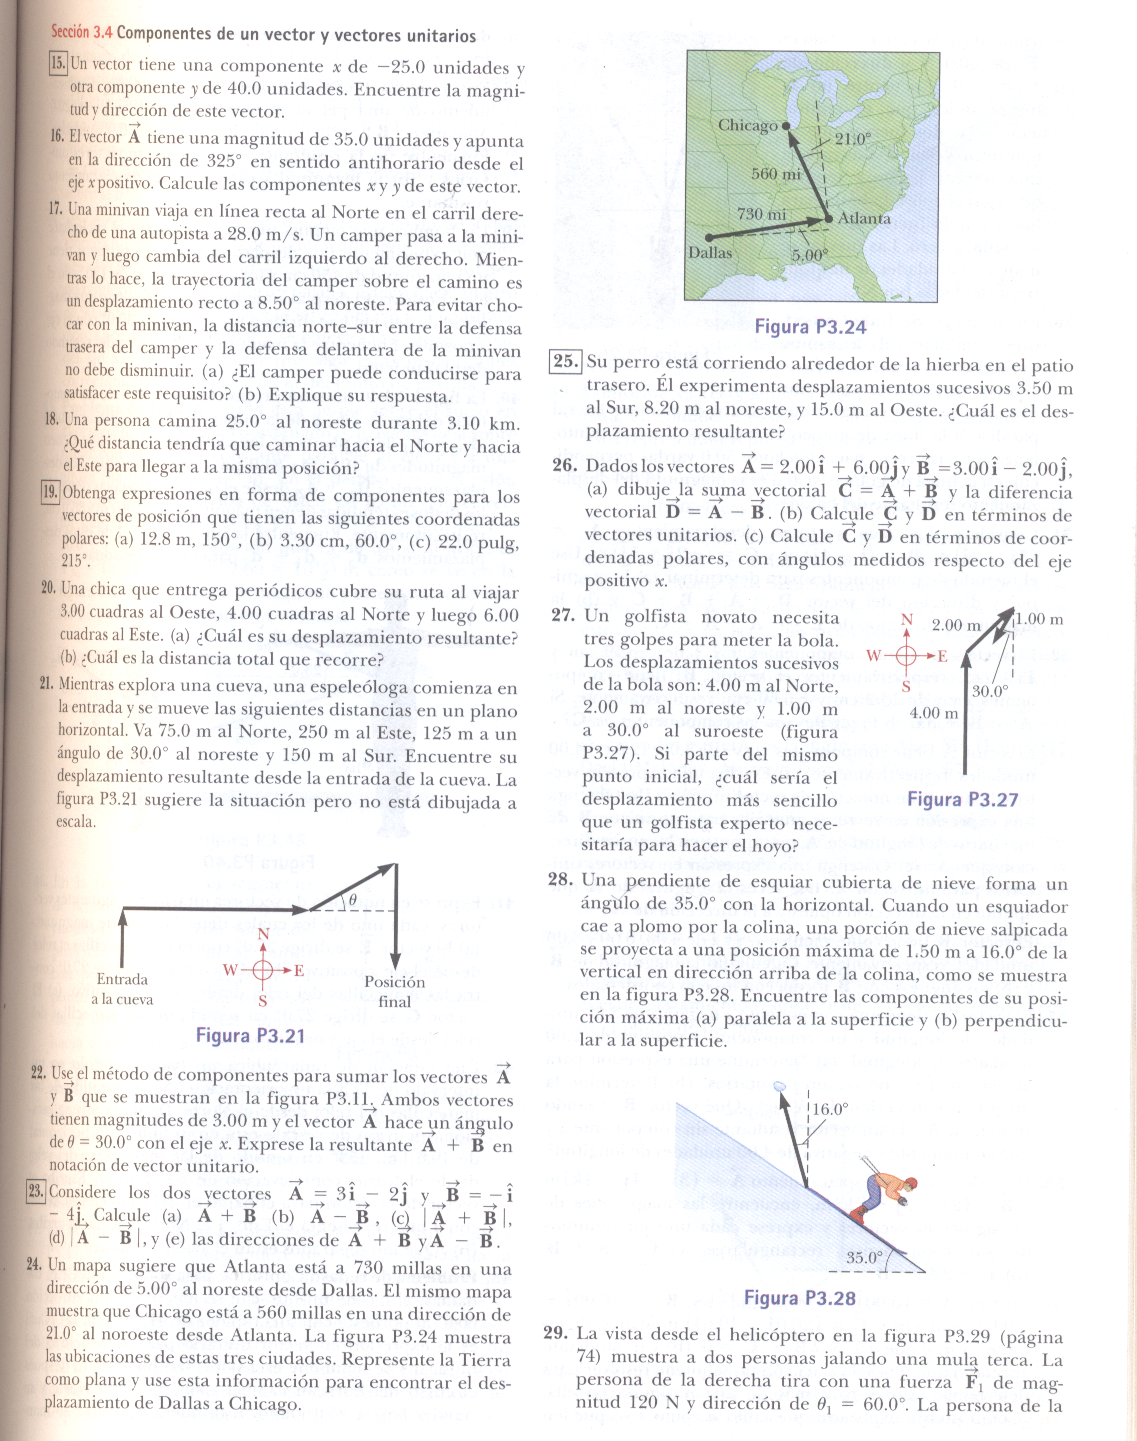 Sección 3.4 Componentes de un vector y vectores unitarios
15. Un vector tiene una componente x de −25.0 unidades y
otra componente y de 40.0 unidades. Encuentre la magni-
tud y dirección de este vector.
16. El vector A⃗ tiene una magnitud de 35.0 unidades y apunta
en la dirección de 325° en sentido antihorario desde el
eje x positivo. Calcule las componentes x y y de este vector.
17. Una minivan viaja en línea recta al Norte en el carril dere-
cho de una autopista a 28.0 m/s. Un camper pasa a la mini-
van y luego cambia del carril izquierdo al derecho. Mien-
tras lo hace, la trayectoria del camper sobre el camino es
un desplazamiento recto a 8.50° al noreste. Para evitar cho-
car con la minivan, la distancia norte–sur entre la defensa
trasera del camper y la defensa delantera de la minivan
no debe disminuir. (a) ¿El camper puede conducirse para
satisfacer este requisito? (b) Explique su respuesta.
18. Una persona camina 25.0° al noreste durante 3.10 km.
¿Qué distancia tendría que caminar hacia el Norte y hacia
el Este para llegar a la misma posición?
19. Obtenga expresiones en forma de componentes para los
vectores de posición que tienen las siguientes coordenadas
polares: (a) 12.8 m, 150°, (b) 3.30 cm, 60.0°, (c) 22.0 pulg,
215°.
20. Una chica que entrega periódicos cubre su ruta al viajar
3.00 cuadras al Oeste, 4.00 cuadras al Norte y luego 6.00
cuadras al Este. (a) ¿Cuál es su desplazamiento resultante?
(b) ¿Cuál es la distancia total que recorre?
21. Mientras explora una cueva, una espeleóloga comienza en
la entrada y se mueve las siguientes distancias en un plano
horizontal. Va 75.0 m al Norte, 250 m al Este, 125 m a un
ángulo de 30.0° al noreste y 150 m al Sur. Encuentre su
desplazamiento resultante desde la entrada de la cueva. La
figura P3.21 sugiere la situación pero no está dibujada a
escala.
θ
N
W E
S
Entrada
a la cueva
Posición
final
Figura P3.21
22. Use el método de componentes para sumar los vectores A⃗
y B⃗ que se muestran en la figura P3.11. Ambos vectores
tienen magnitudes de 3.00 m y el vector A⃗ hace un ángulo
de θ = 30.0° con el eje x. Exprese la resultante A⃗ + B⃗ en
notación de vector unitario.
23. Considere los dos vectores A⃗ = 3î − 2ĵ y B⃗ = −î
− 4ĵ. Calcule (a) A⃗ + B⃗ (b) A⃗ − B⃗, (c) |A⃗ + B⃗|,
(d) |A⃗ − B⃗|, y (e) las direcciones de A⃗ + B⃗ y A⃗ − B⃗.
24. Un mapa sugiere que Atlanta está a 730 millas en una
dirección de 5.00° al noreste desde Dallas. El mismo mapa
muestra que Chicago está a 560 millas en una dirección de
21.0° al noroeste desde Atlanta. La figura P3.24 muestra
las ubicaciones de estas tres ciudades. Represente la Tierra
como plana y use esta información para encontrar el des-
plazamiento de Dallas a Chicago.
Chicago
21.0°
560 mi
730 mi
Atlanta
Dallas
5.00°
Figura P3.24
25. Su perro está corriendo alrededor de la hierba en el patio
trasero. Él experimenta desplazamientos sucesivos 3.50 m
al Sur, 8.20 m al noreste, y 15.0 m al Oeste. ¿Cuál es el des-
plazamiento resultante?
26. Dados los vectores A⃗ = 2.00î + 6.00ĵ y B⃗ = 3.00î − 2.00ĵ,
(a) dibuje la suma vectorial C⃗ = A⃗ + B⃗ y la diferencia
vectorial D⃗ = A⃗ − B⃗. (b) Calcule C⃗ y D⃗ en términos de
vectores unitarios. (c) Calcule C⃗ y D⃗ en términos de coor-
denadas polares, con ángulos medidos respecto del eje
positivo x.
27. Un golfista novato necesita
tres golpes para meter la bola.
Los desplazamientos sucesivos
de la bola son: 4.00 m al Norte,
2.00 m al noreste y 1.00 m
a 30.0° al suroeste (figura
P3.27). Si parte del mismo
punto inicial, ¿cuál sería el
desplazamiento más sencillo
que un golfista experto nece-
sitaría para hacer el hoyo?
N
W E
S
2.00 m
1.00 m
30.0°
4.00 m
Figura P3.27
28. Una pendiente de esquiar cubierta de nieve forma un
ángulo de 35.0° con la horizontal. Cuando un esquiador
cae a plomo por la colina, una porción de nieve salpicada
se proyecta a una posición máxima de 1.50 m a 16.0° de la
vertical en dirección arriba de la colina, como se muestra
en la figura P3.28. Encuentre las componentes de su posi-
ción máxima (a) paralela a la superficie y (b) perpendicu-
lar a la superficie.
16.0°
35.0°
Figura P3.28
29. La vista desde el helicóptero en la figura P3.29 (página
74) muestra a dos personas jalando una mula terca. La
persona de la derecha tira con una fuerza F⃗₁ de mag-
nitud 120 N y dirección de θ₁ = 60.0°. La persona de la